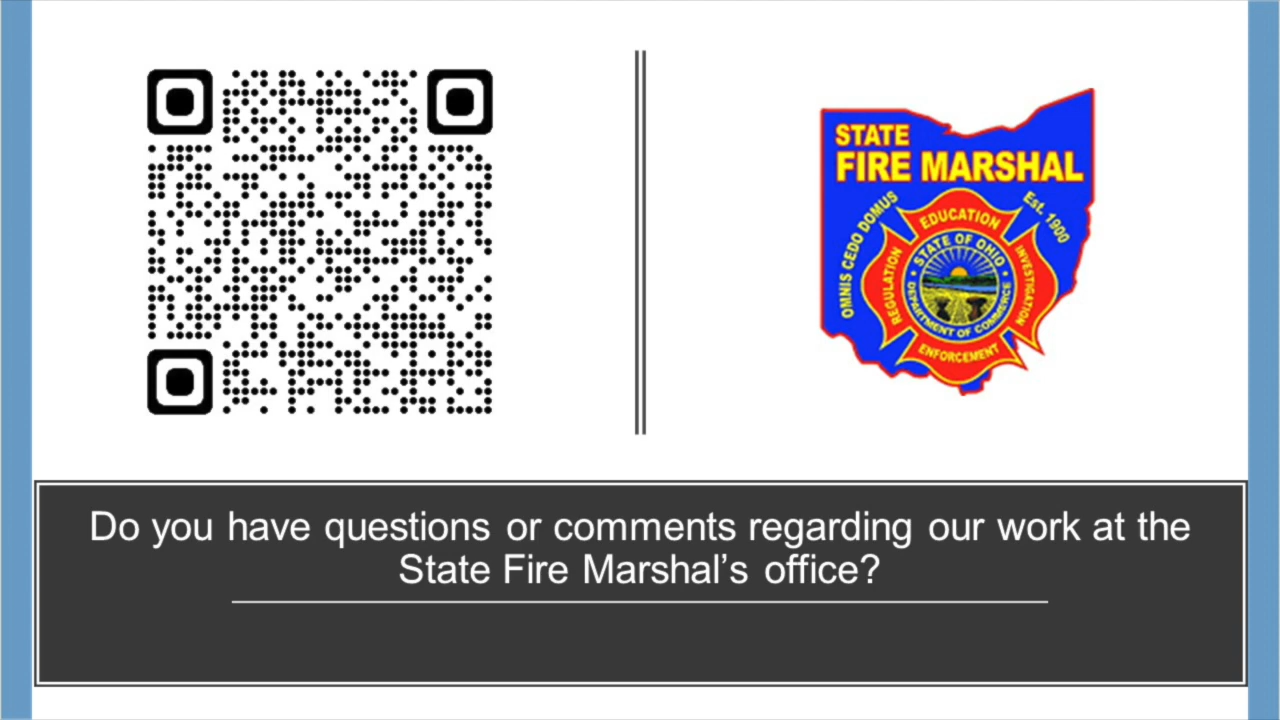 STATE
FIRE MARSHAL
OMNIS CEDO DOMUS
Est. 1900
EDUCATION
REGULATION
INVESTIGATION
ENFORCEMENT
STATE OF OHIO
DEPARTMENT OF COMMERCE
Do you have questions or comments regarding our work at the
State Fire Marshal’s office?